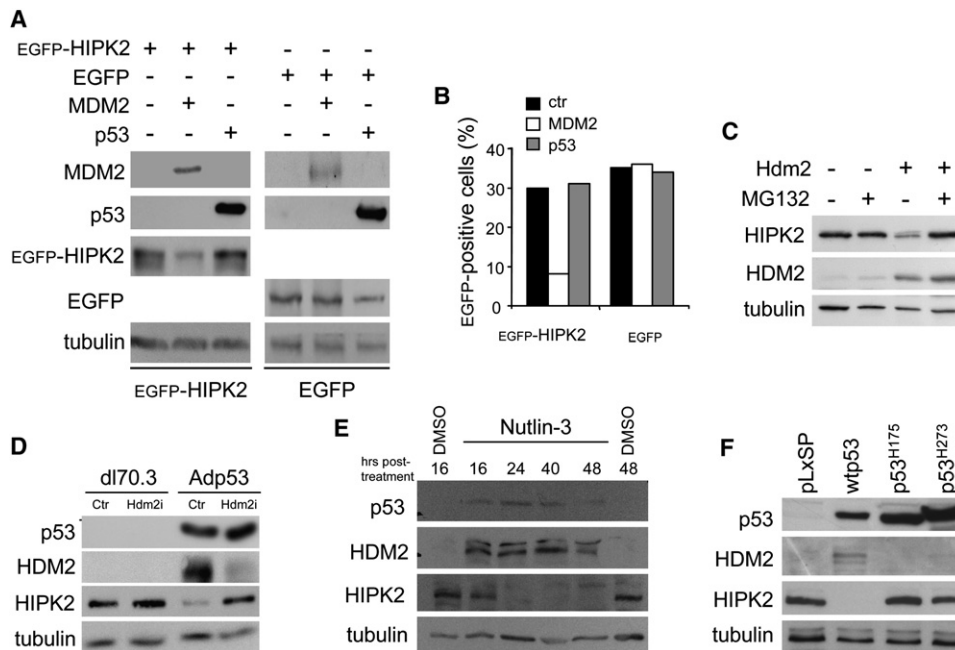 A
EGFP-HIPK2 + + + - - -
EGFP - - - + + +
MDM2 - + - - + -
p53 - - + - - +
MDM2
p53
EGFP-HIPK2
EGFP
tubulin
EGFP-HIPK2 EGFP
B
ctr
MDM2
p53
EGFP-positive cells (%)
40
30
20
10
0
EGFP-HIPK2 EGFP
C
Hdm2 - - + +
MG132 - + - +
HIPK2
HDM2
tubulin
D
dl70.3 Adp53
Ctr Hdm2i Ctr Hdm2i
p53
HDM2
HIPK2
tubulin
E
DMSO Nutlin-3 DMSO
hrs post-treatment 16 16 24 40 48 48
p53
HDM2
HIPK2
tubulin
F
pLxSP wtp53 p53H175 p53H273
p53
HDM2
HIPK2
tubulin